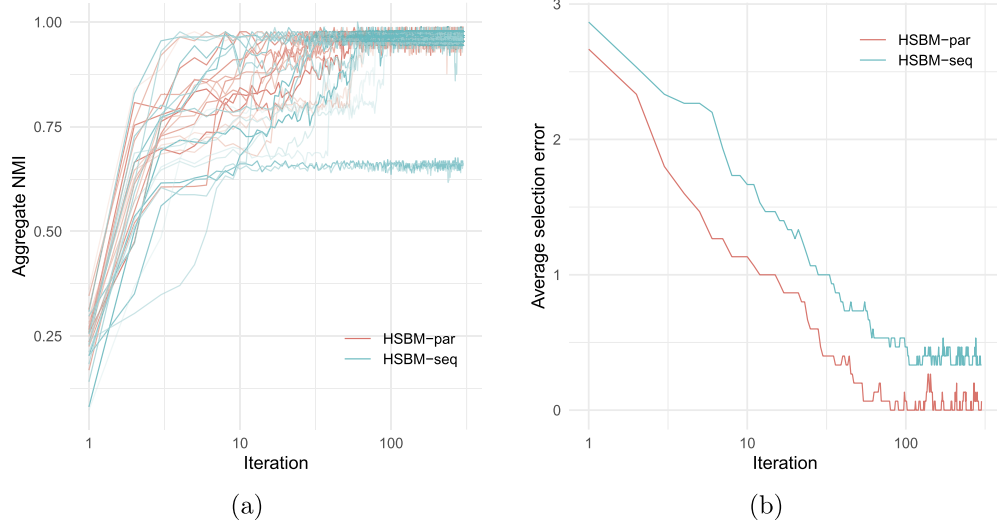 1.00
0.75
0.50
0.25
Aggregate NMI
HSBM-par
HSBM-seq
1
10
100
Iteration
(a)
3
2
1
0
Average selection error
HSBM-par
HSBM-seq
1
10
100
Iteration
(b)